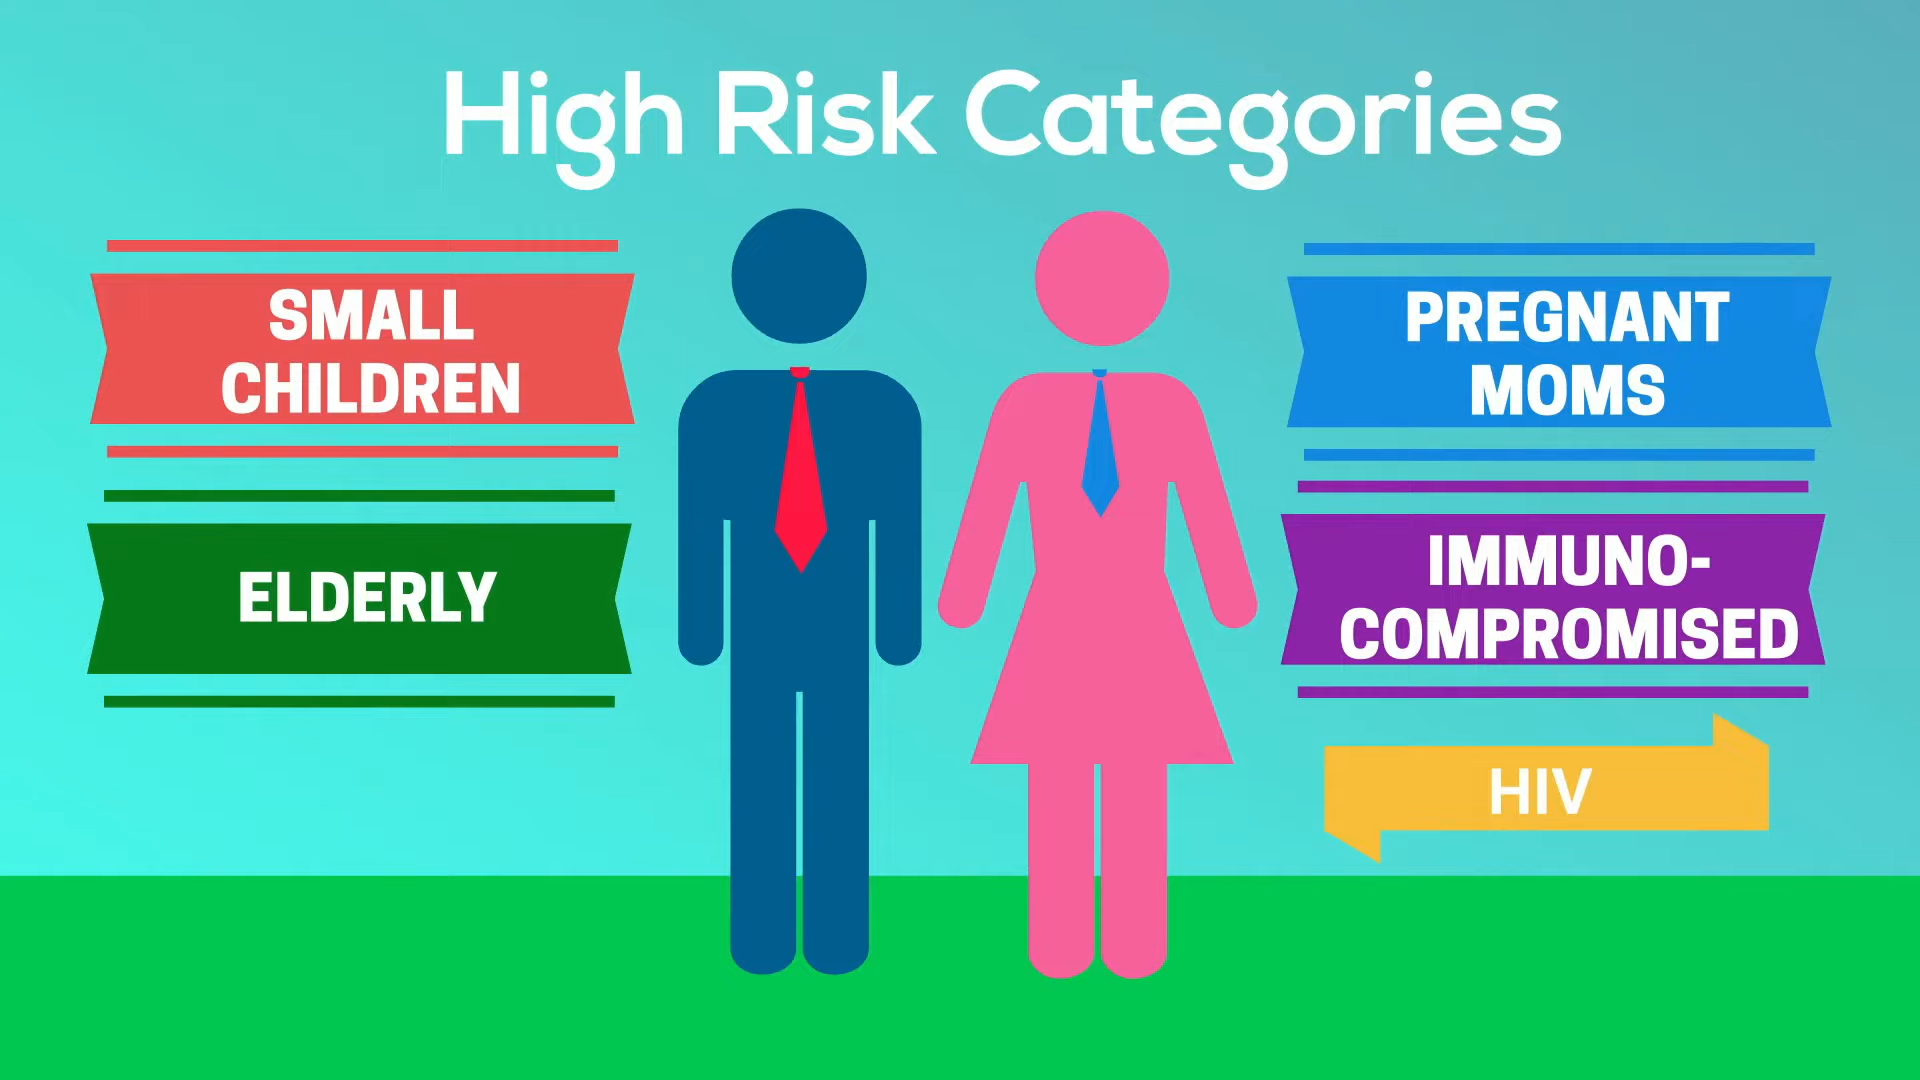 High Risk Categories
SMALL
CHILDREN
ELDERLY
PREGNANT
MOMS
IMMUNO-
COMPROMISED
HIV